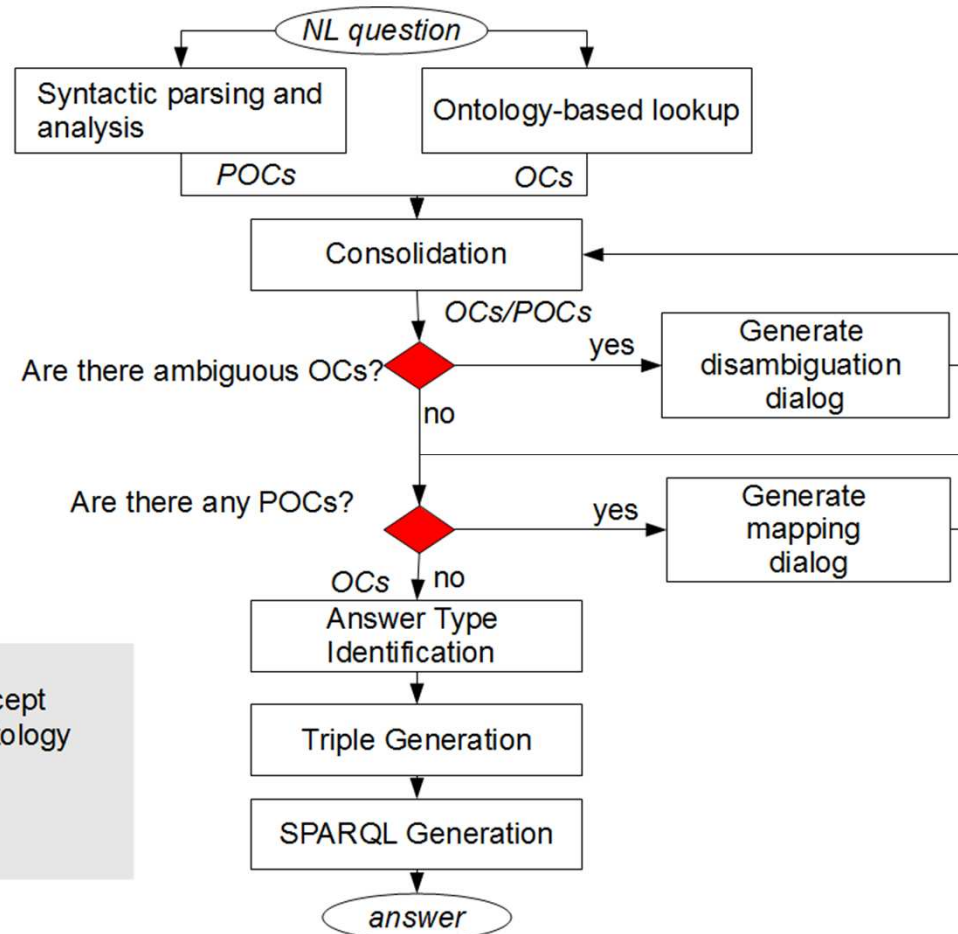 NL question
Syntactic parsing and
analysis
Ontology-based lookup
POCs
OCs
Consolidation
OCs/POCs
Are there ambiguous OCs?
yes
Generate
disambiguation
dialog
no
Are there any POCs?
yes
Generate
mapping
dialog
OCs
no
Answer Type
Identification
Triple Generation
SPARQL Generation
answer